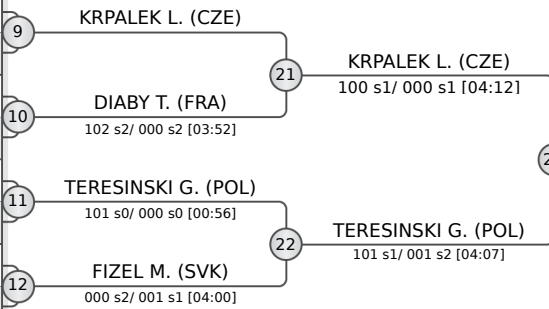 9
KRPALEK L. (CZE)
21
KRPALEK L. (CZE)
100 s1/ 000 s1 [04:12]
10
DIABY T. (FRA)
102 s2/ 000 s2 [03:52]
11
TERESINSKI G. (POL)
101 s0/ 000 s0 [00:56]
22
TERESINSKI G. (POL)
101 s1/ 001 s2 [04:07]
12
FIZEL M. (SVK)
000 s2/ 001 s1 [04:00]